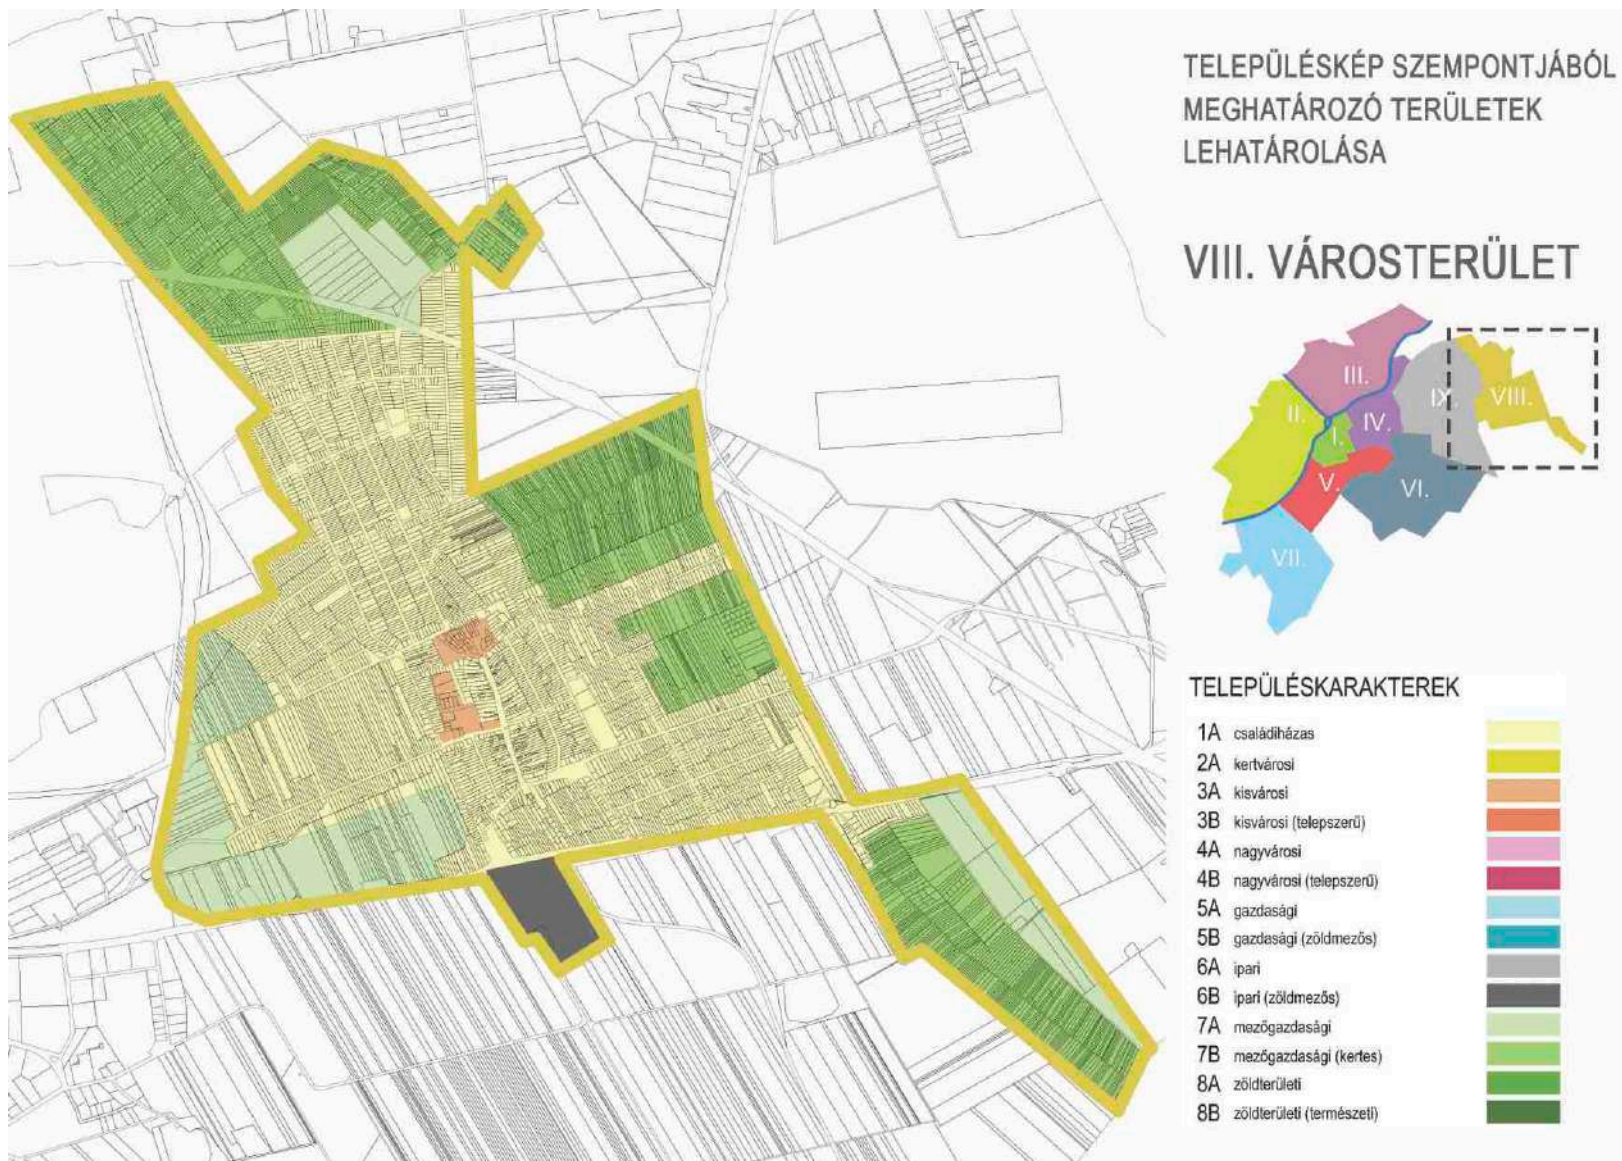 TELEPÜLÉSKÉP SZEMPONTJÁBÓL
MEGHATÁROZÓ TERÜLETEK
LEHATÁROLÁSA
VIII. VÁROSTERÜLET
III.
II.
I.
IV.
IX.
VIII.
V.
VI.
VII.
TELEPÜLÉSKARAKTEREK
1A családiházas
2A kertvárosi
3A kisvárosi
3B kisvárosi (telepszerű)
4A nagyvárosi
4B nagyvárosi (telepszerű)
5A gazdasági
5B gazdasági (zöldmezős)
6A ipari
6B ipari (zöldmezős)
7A mezőgazdasági
7B mezőgazdasági (kertes)
8A zöldterületi
8B zöldterületi (természeti)